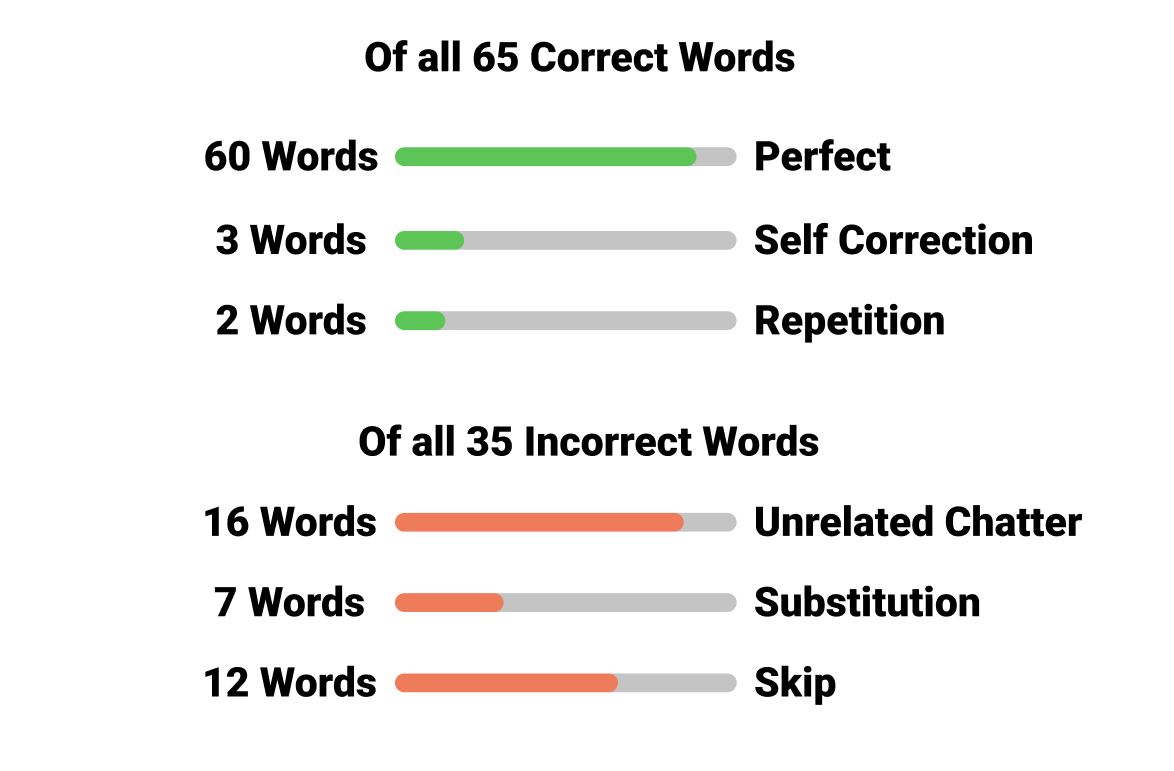 Of all 65 Correct Words
60 Words Perfect
3 Words Self Correction
2 Words Repetition
Of all 35 Incorrect Words
16 Words Unrelated Chatter
7 Words Substitution
12 Words Skip